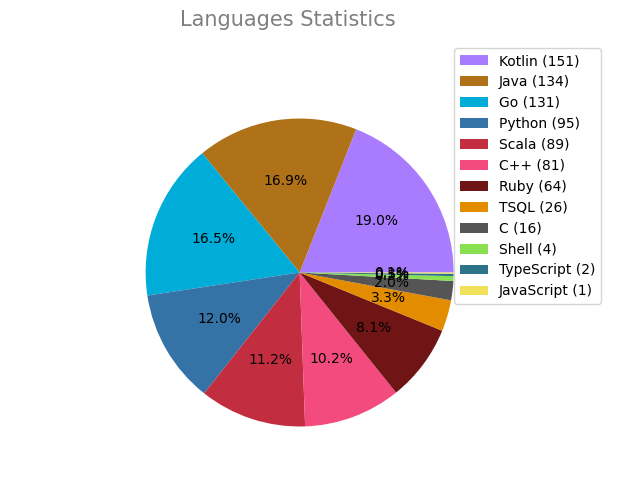 Languages Statistics
Kotlin (151)
Java (134)
Go (131)
Python (95)
Scala (89)
C++ (81)
Ruby (64)
TSQL (26)
C (16)
Shell (4)
TypeScript (2)
JavaScript (1)
19.0%
16.9%
16.5%
12.0%
11.2%
10.2%
8.1%
3.3%
2.0%